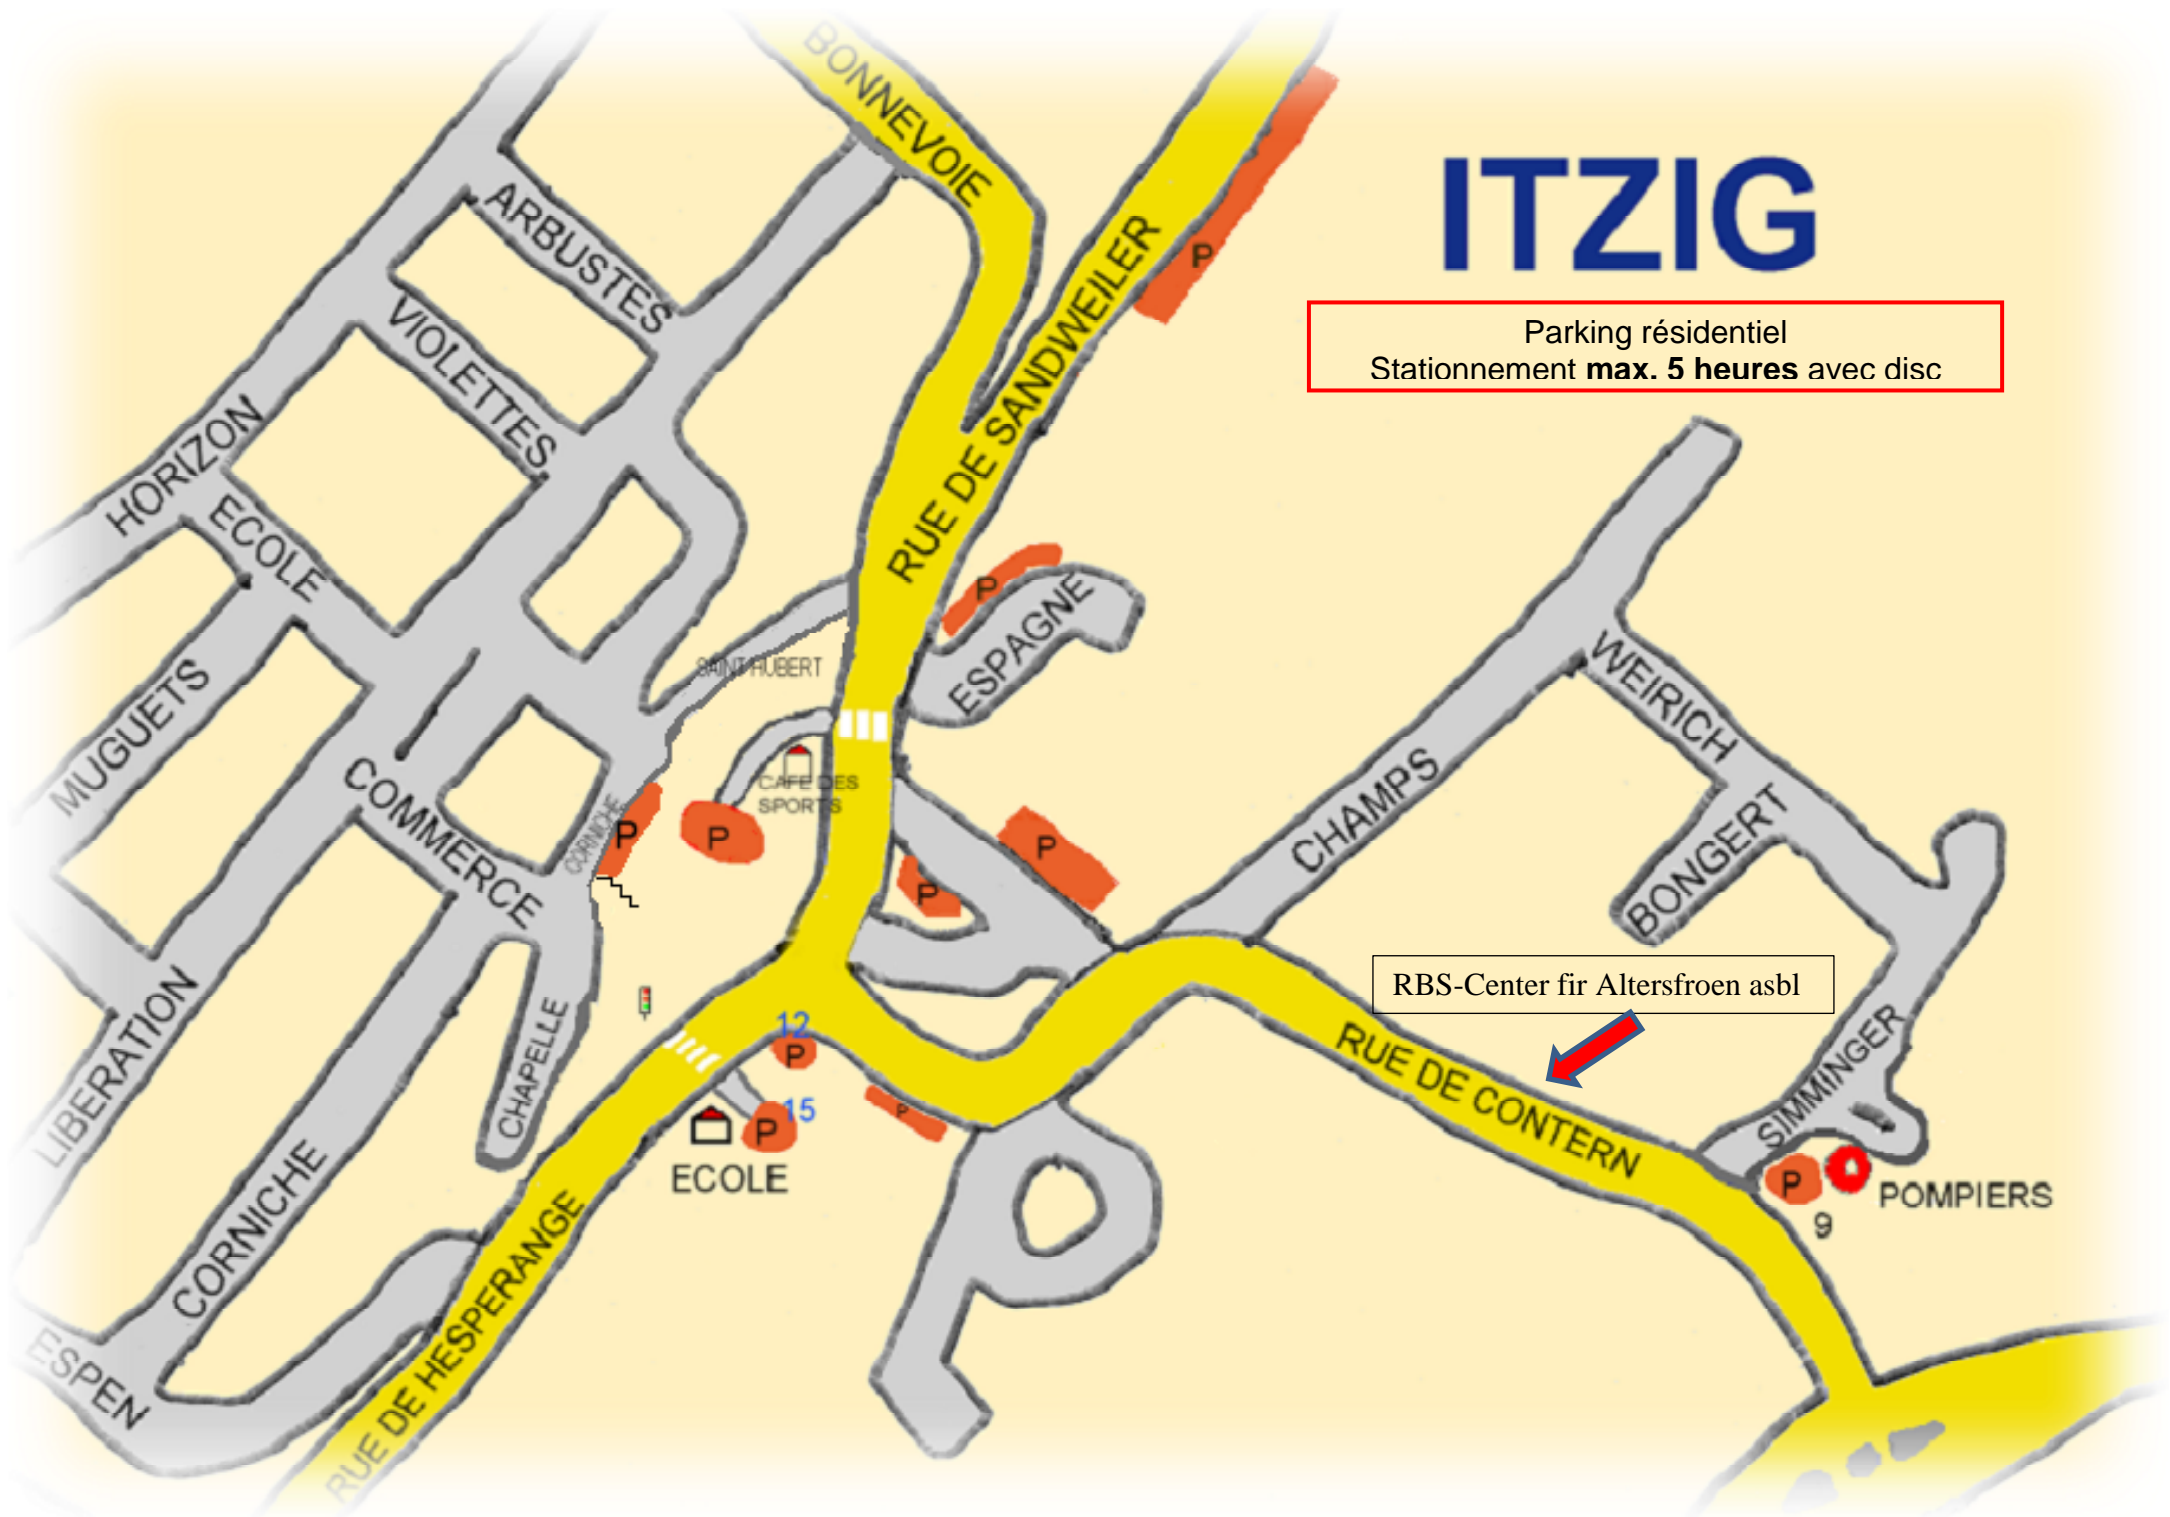 BONNEVOIE
ITZIG
ARBUSTES
P
RUE DE SANDWEILER
Parking résidentiel
Stationnement max. 5 heures avec disc
VIOLETTES
HORIZON
ECOLE
P
ESPAGNE
SAINT HUBERT
WEIRICH
MUGUETS
CAFE DES
SPORTS
COMMERCE
CORNICHE
P
P
P
P
CHAMPS
BONGERT
RBS-Center fir Altersfroen asbl
LIBERATION
CHAPELLE
12
P
15
P
P
ECOLE
RUE DE CONTERN
SIMMINGER
P
9
POMPIERS
CORNICHE
RUE DE HESPERANGE
ESPEN